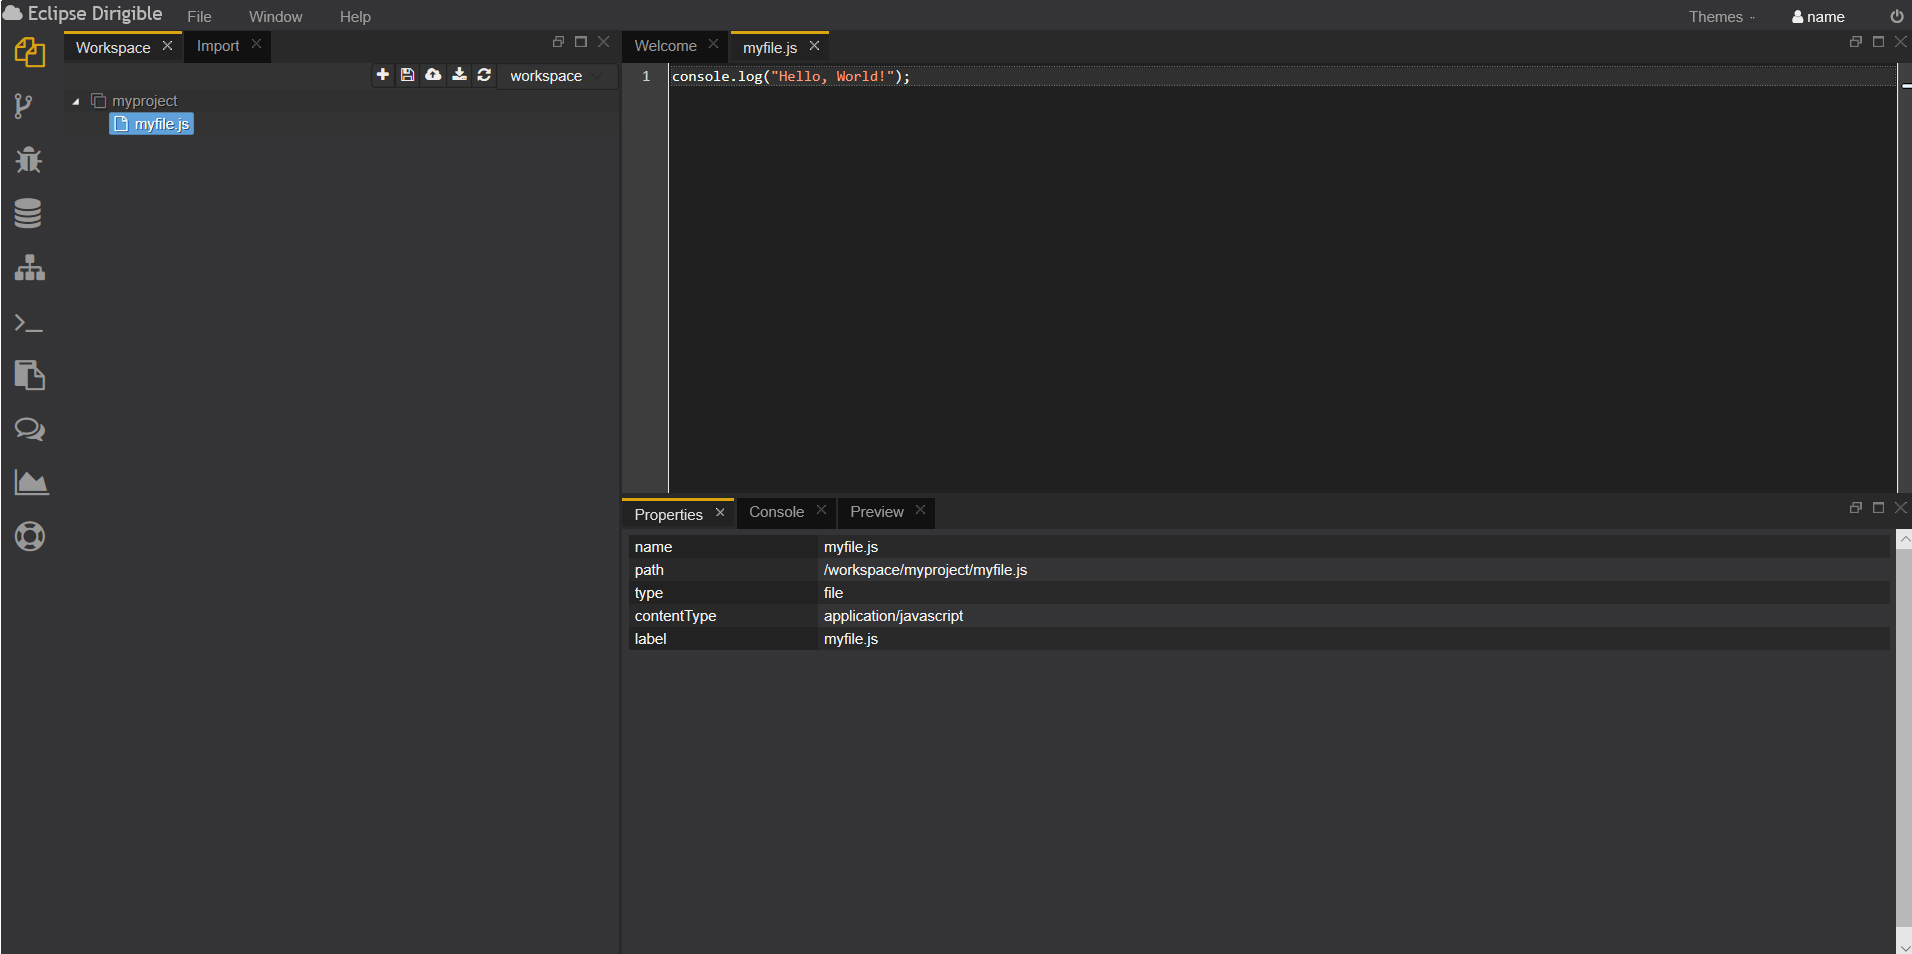 Eclipse Dirigible File Window Help Themes name
Workspace Import
workspace
myproject
myfile.js
Welcome myfile.js
1 console.log("Hello, World!");
Properties Console Preview
name myfile.js
path /workspace/myproject/myfile.js
type file
contentType application/javascript
label myfile.js